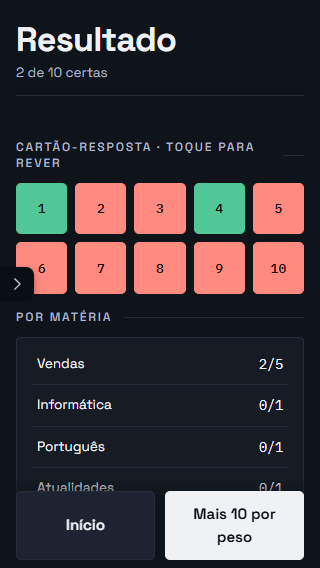 Resultado
2 de 10 certas
CARTÃO-RESPOSTA · TOQUE PARA
REVER
1 2 3 4 5
6 7 8 9 10
POR MATÉRIA
Vendas 2/5
Informática 0/1
Português 0/1
Atualidades 0/1
Início
Mais 10 por
peso